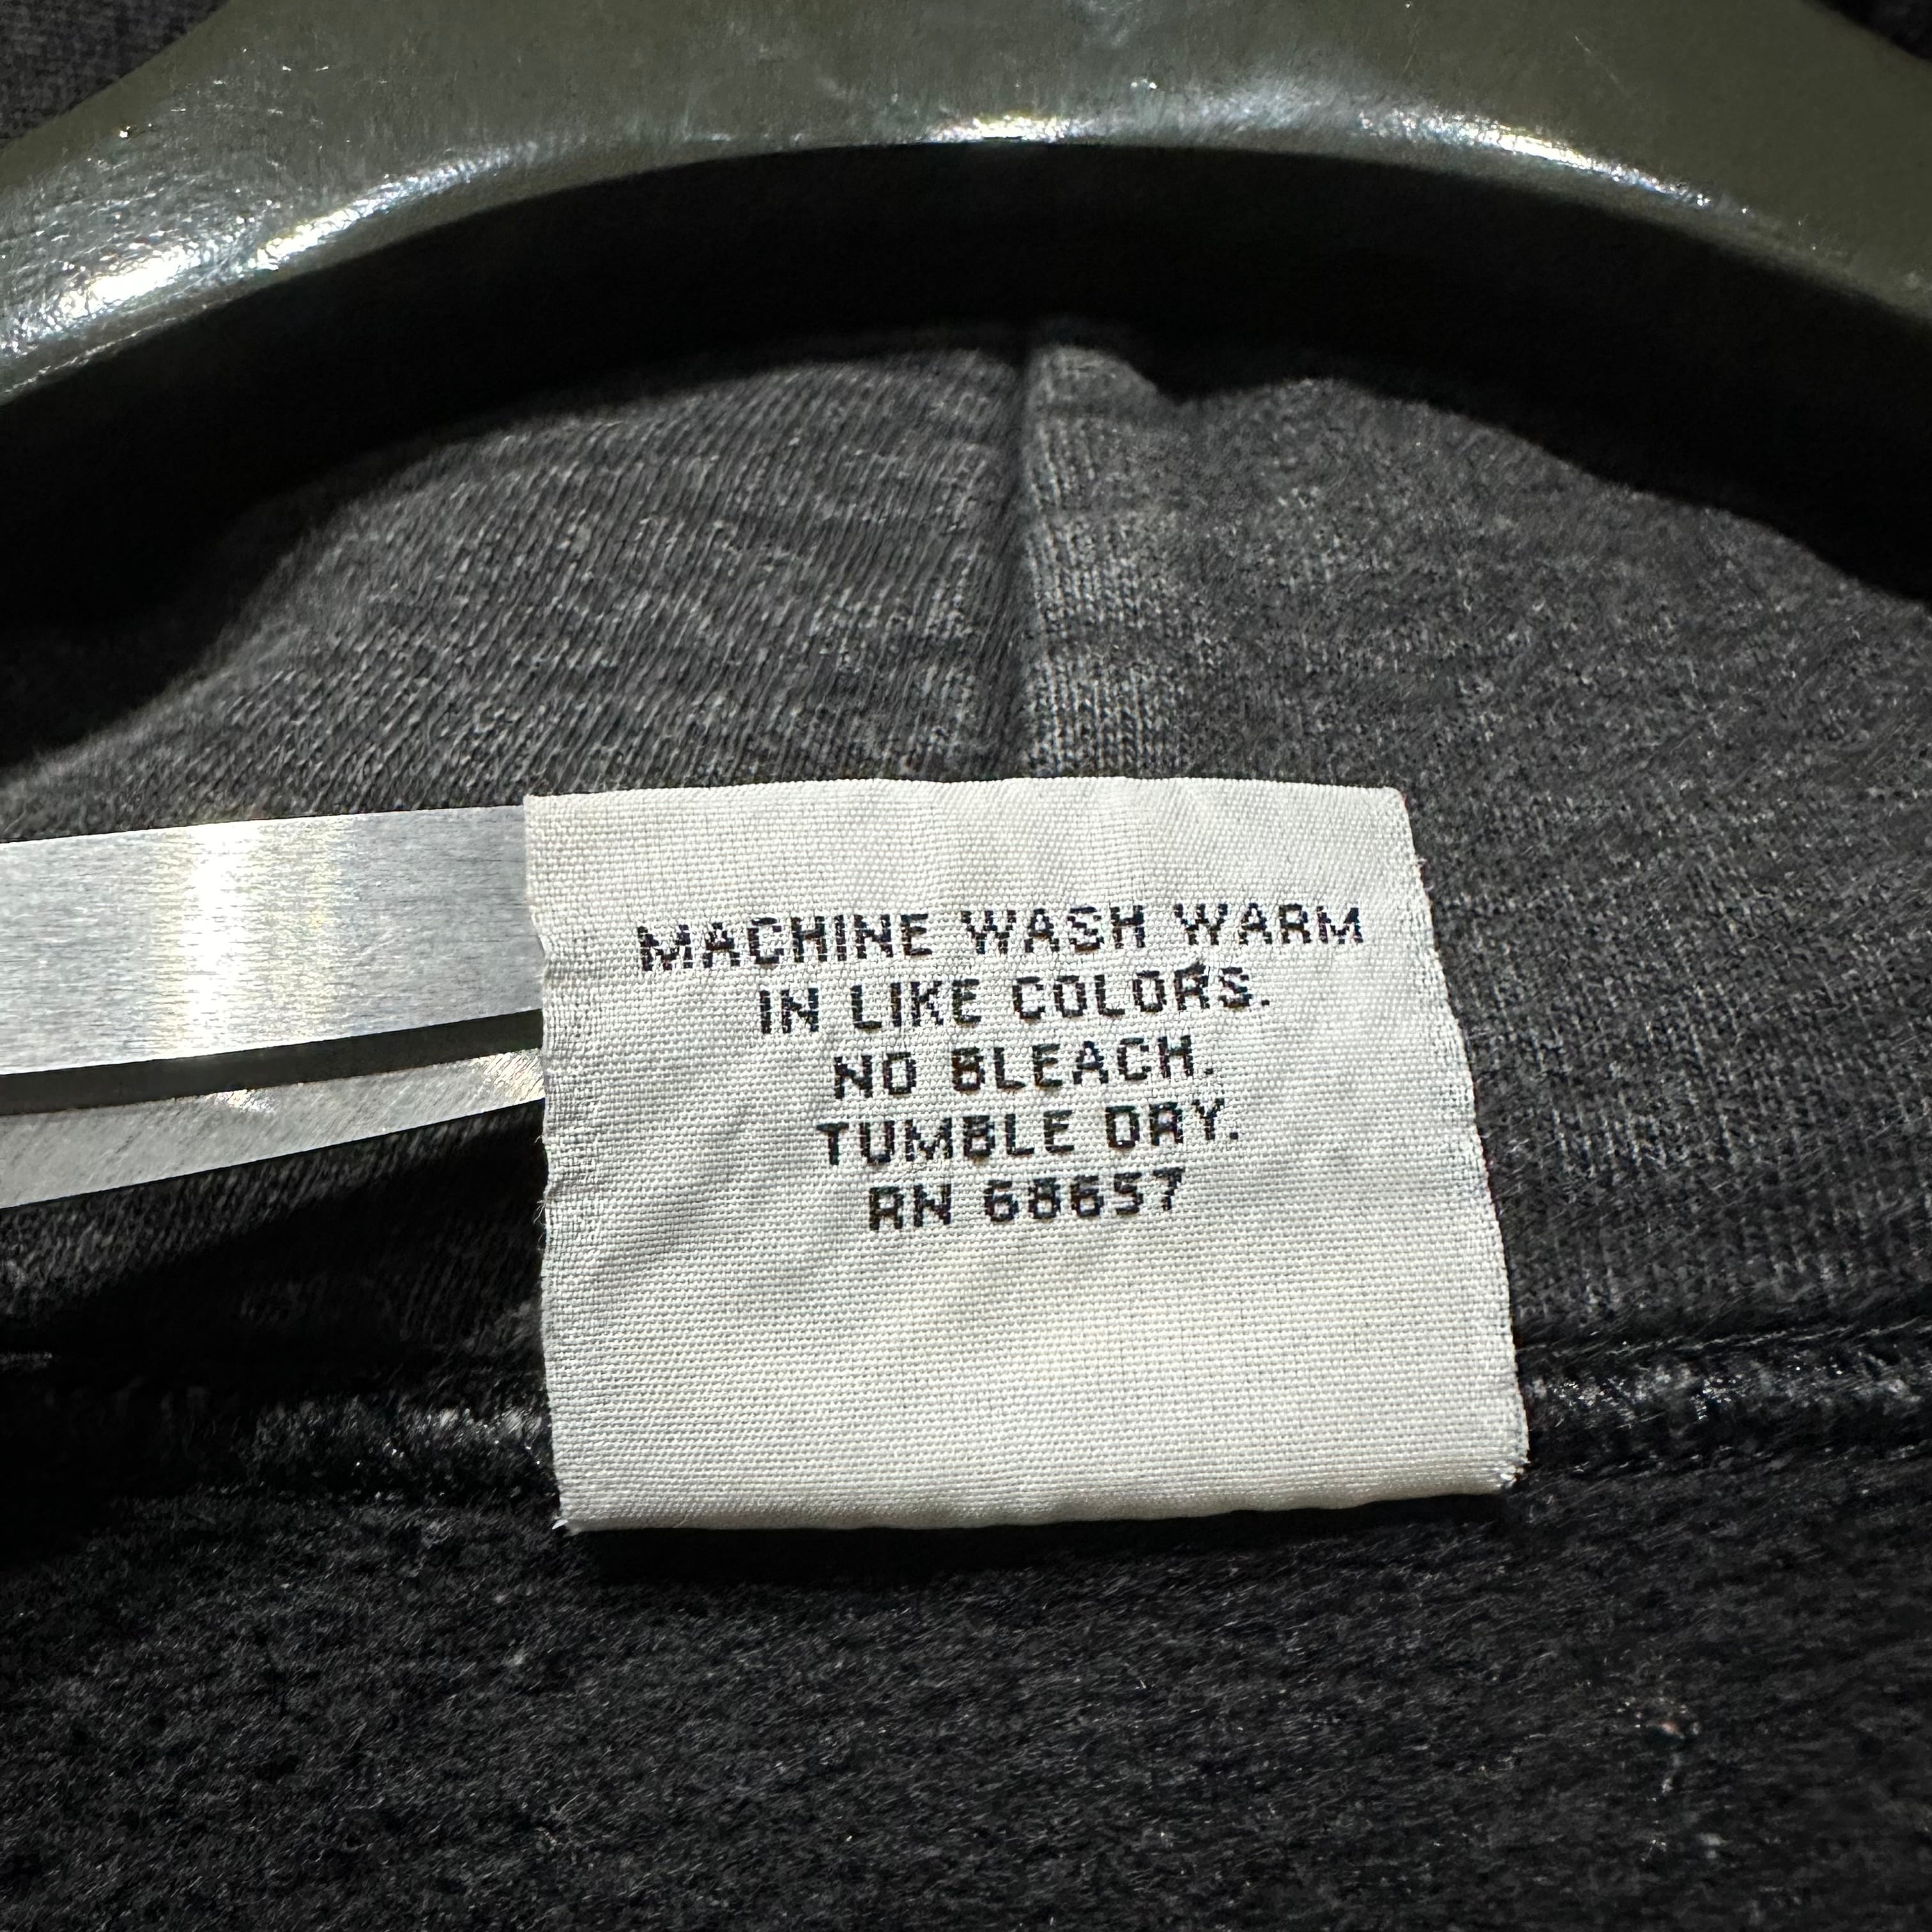 MACHINE WASH WARM
IN LIKE COLORS.
NO BLEACH.
TUMBLE DRY.
RN 68657